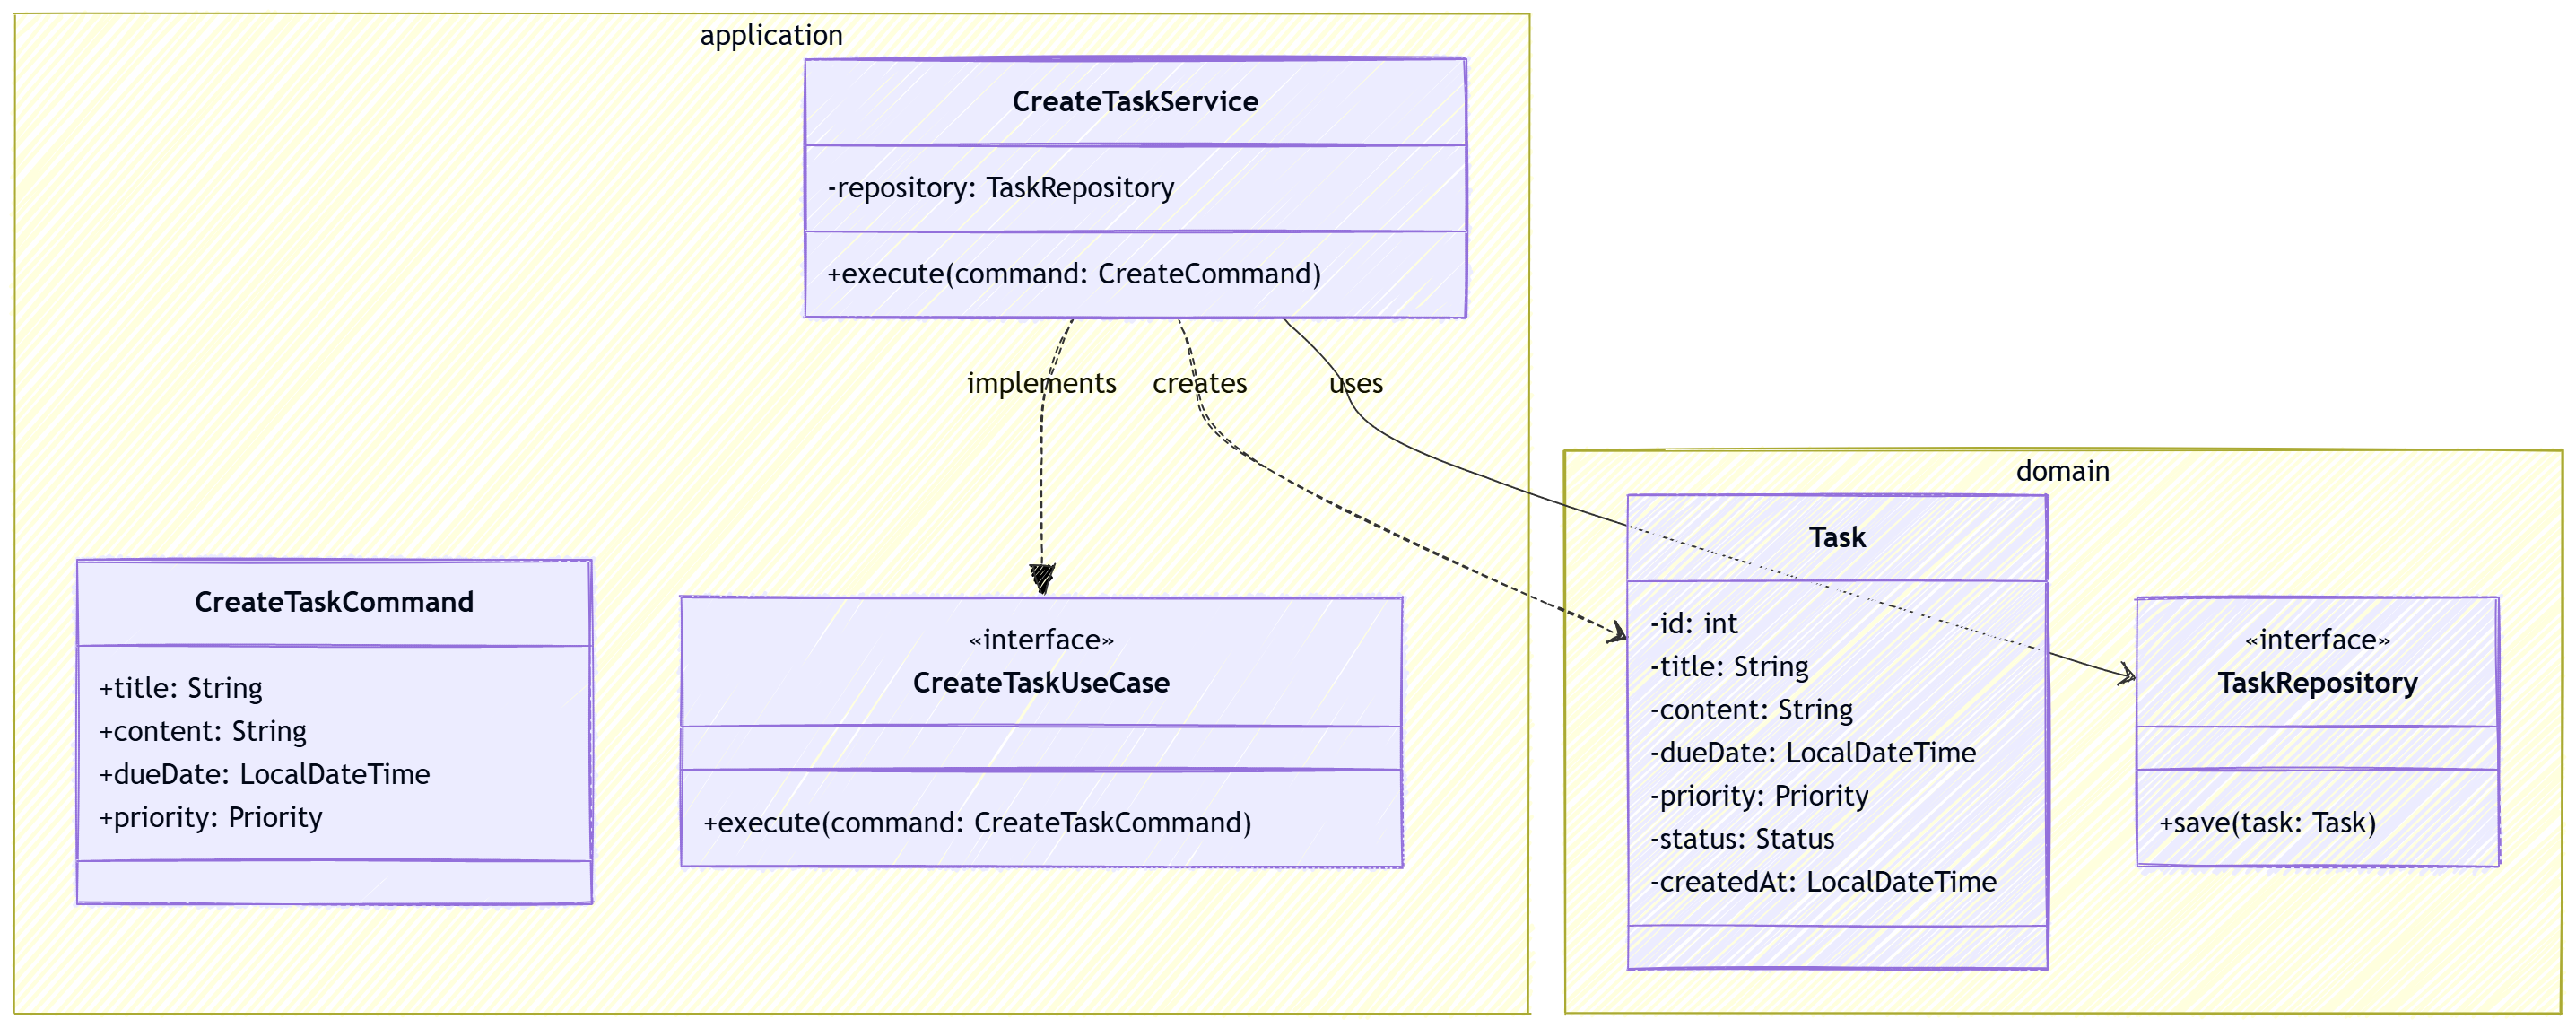 application
CreateTaskService
-repository: TaskRepository
+execute(command: CreateCommand)
implements
creates
uses
CreateTaskCommand
+title: String
+content: String
+dueDate: LocalDateTime
+priority: Priority
«interface»
CreateTaskUseCase
+execute(command: CreateTaskCommand)
domain
Task
-id: int
-title: String
-content: String
-dueDate: LocalDateTime
-priority: Priority
-status: Status
-createdAt: LocalDateTime
«interface»
TaskRepository
+save(task: Task)